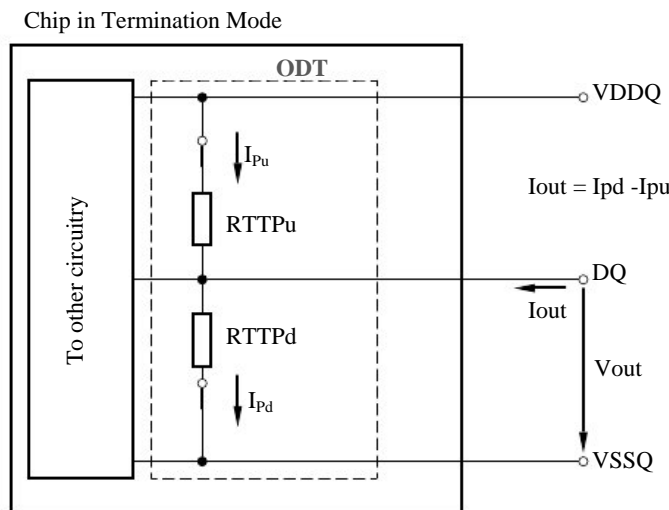 Chip in Termination Mode
ODT
VDDQ
IPu
Iout = Ipd -Ipu
RTTPu
To other circuitry
DQ
Iout
RTTPd
Vout
IPd
VSSQ